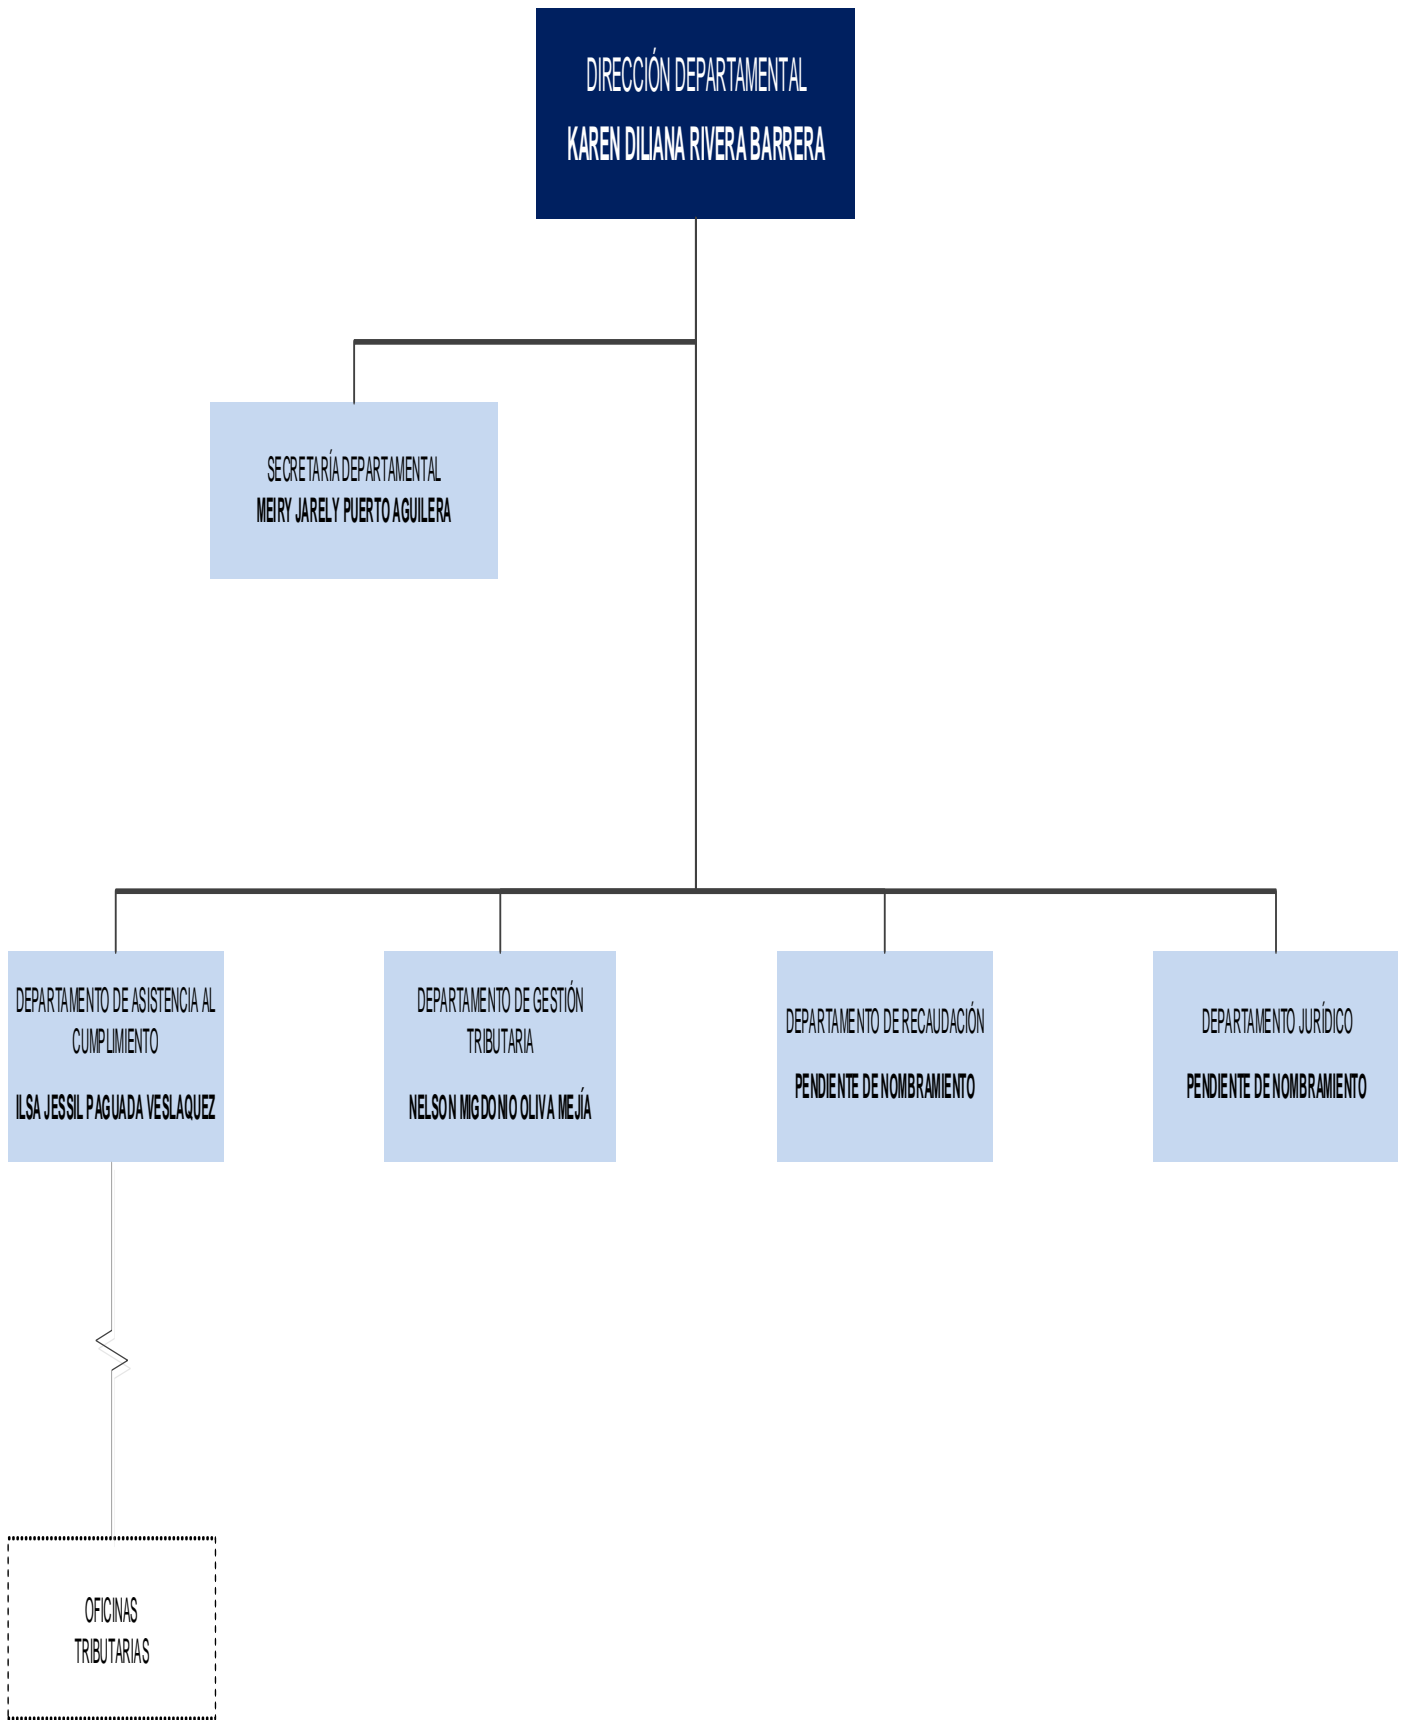 DIRECCIÓN DEPARTAMENTAL
KAREN DILIANA RIVERA BARRERA
SECRETARÍA DEPARTAMENTAL
MEIRY JARELY PUERTO AGUILERA
DEPARTAMENTO DE ASISTENCIA AL
CUMPLIMIENTO
ILSA JESSIL PAGUADA VESLAQUEZ
DEPARTAMENTO DE GESTIÓN
TRIBUTARIA
NELSON MIGDONIO OLIVA MEJÍA
DEPARTAMENTO DE RECAUDACIÓN
PENDIENTE DE NOMBRAMIENTO
DEPARTAMENTO JURÍDICO
PENDIENTE DE NOMBRAMIENTO
OFICINAS
TRIBUTARIAS